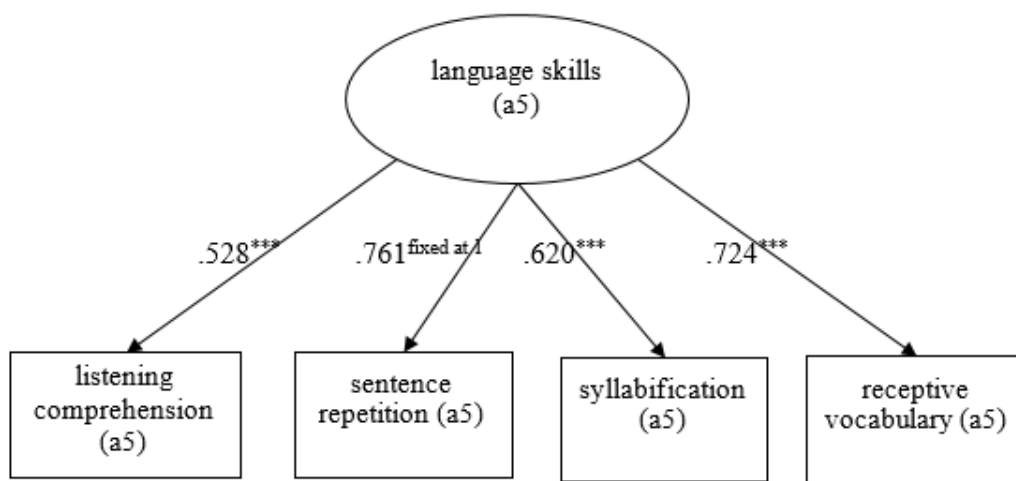 language skills
(a5)
.528***
.761fixed at 1
.620***
.724***
listening
comprehension
(a5)
sentence
repetition (a5)
syllabification
(a5)
receptive
vocabulary (a5)